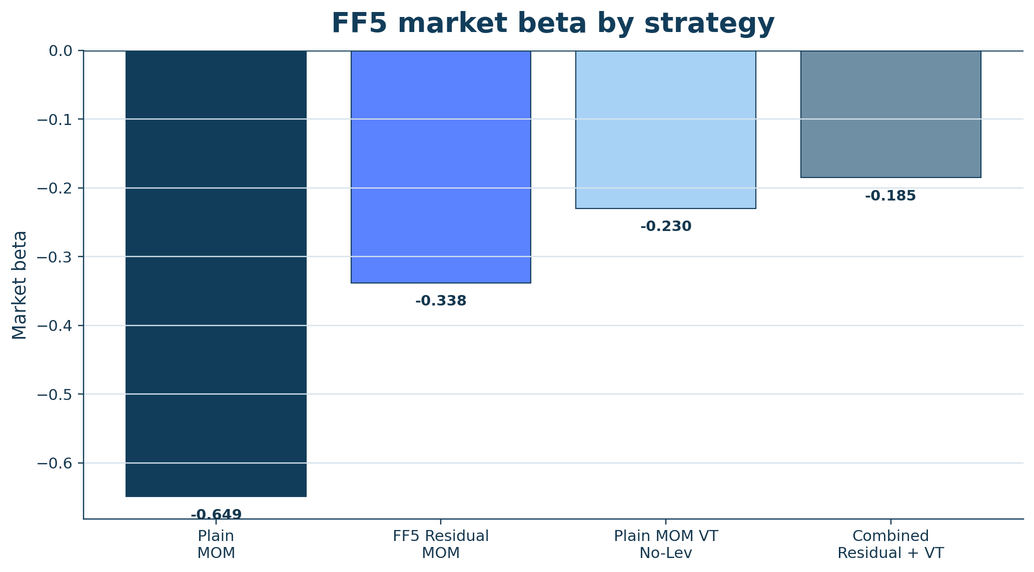 FF5 market beta by strategy
Market beta
0.0
−0.1
−0.2
−0.3
−0.4
−0.5
−0.6
-0.649
-0.338
-0.230
-0.185
Plain
MOM
FF5 Residual
MOM
Plain MOM VT
No-Lev
Combined
Residual + VT